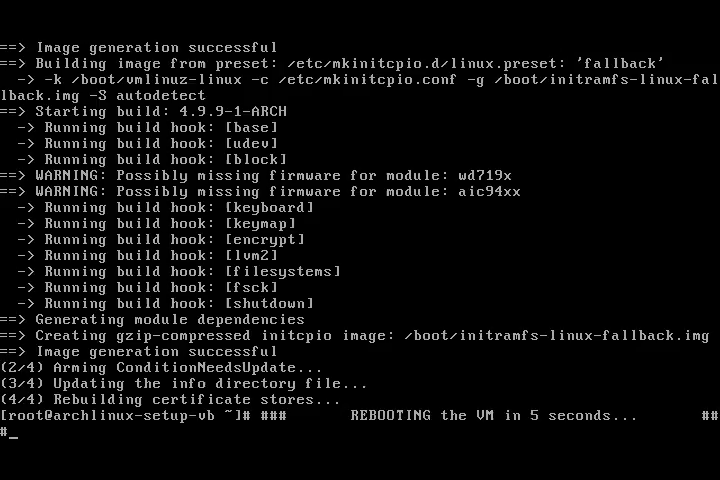 ==> Image generation successful
==> Building image from preset: /etc/mkinitcpio.d/linux.preset: 'fallback'
  -> -k /boot/vmlinuz-linux -c /etc/mkinitcpio.conf -g /boot/initramfs-linux-fal
lback.img -S autodetect
==> Starting build: 4.9.9-1-ARCH
  -> Running build hook: [base]
  -> Running build hook: [udev]
  -> Running build hook: [block]
==> WARNING: Possibly missing firmware for module: wd719x
==> WARNING: Possibly missing firmware for module: aic94xx
  -> Running build hook: [keyboard]
  -> Running build hook: [keymap]
  -> Running build hook: [encrypt]
  -> Running build hook: [lvm2]
  -> Running build hook: [filesystems]
  -> Running build hook: [fsck]
  -> Running build hook: [shutdown]
==> Generating module dependencies
==> Creating gzip-compressed initcpio image: /boot/initramfs-linux-fallback.img
==> Image generation successful
(2/4) Arming ConditionNeedsUpdate...
(3/4) Updating the info directory file...
(4/4) Rebuilding certificate stores...
[root@archlinux-setup-vb ~]# ###       REBOOTING the VM in 5 seconds...       ##
#_